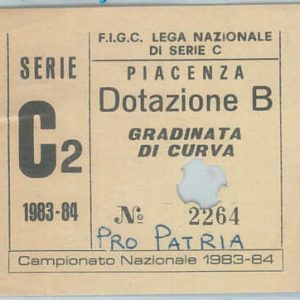 SERIE
C2
1983-84
F.I.G.C. LEGA NAZIONALE
DI SERIE C
PIACENZA
Dotazione B
GRADINATA
DI CURVA
No 2264
PRO PATRIA
Campionato Nazionale 1983-84